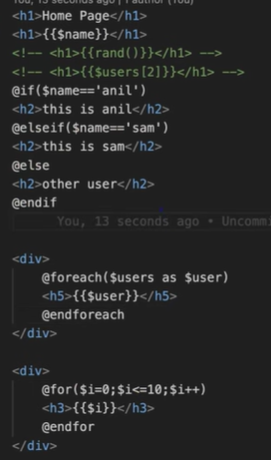 You, 13 seconds ago | 1 author (You)
<h1>Home Page</h1>
<h1>{{$name}}</h1>
<!-- <h1>{{rand()}}</h1> -->
<!-- <h1>{{$users[2]}}</h1> -->
@if($name=='anil')
<h2>this is anil</h2>
@elseif($name=='sam')
<h2>this is sam</h2>
@else
<h2>other user</h2>
@endif
You, 13 seconds ago • Uncommi
<div>
@foreach($users as $user)
<h5>{{$user}}</h5>
@endforeach
</div>
<div>
@for($i=0;$i<=10;$i++)
<h3>{{$i}}</h3>
@endfor
</div>